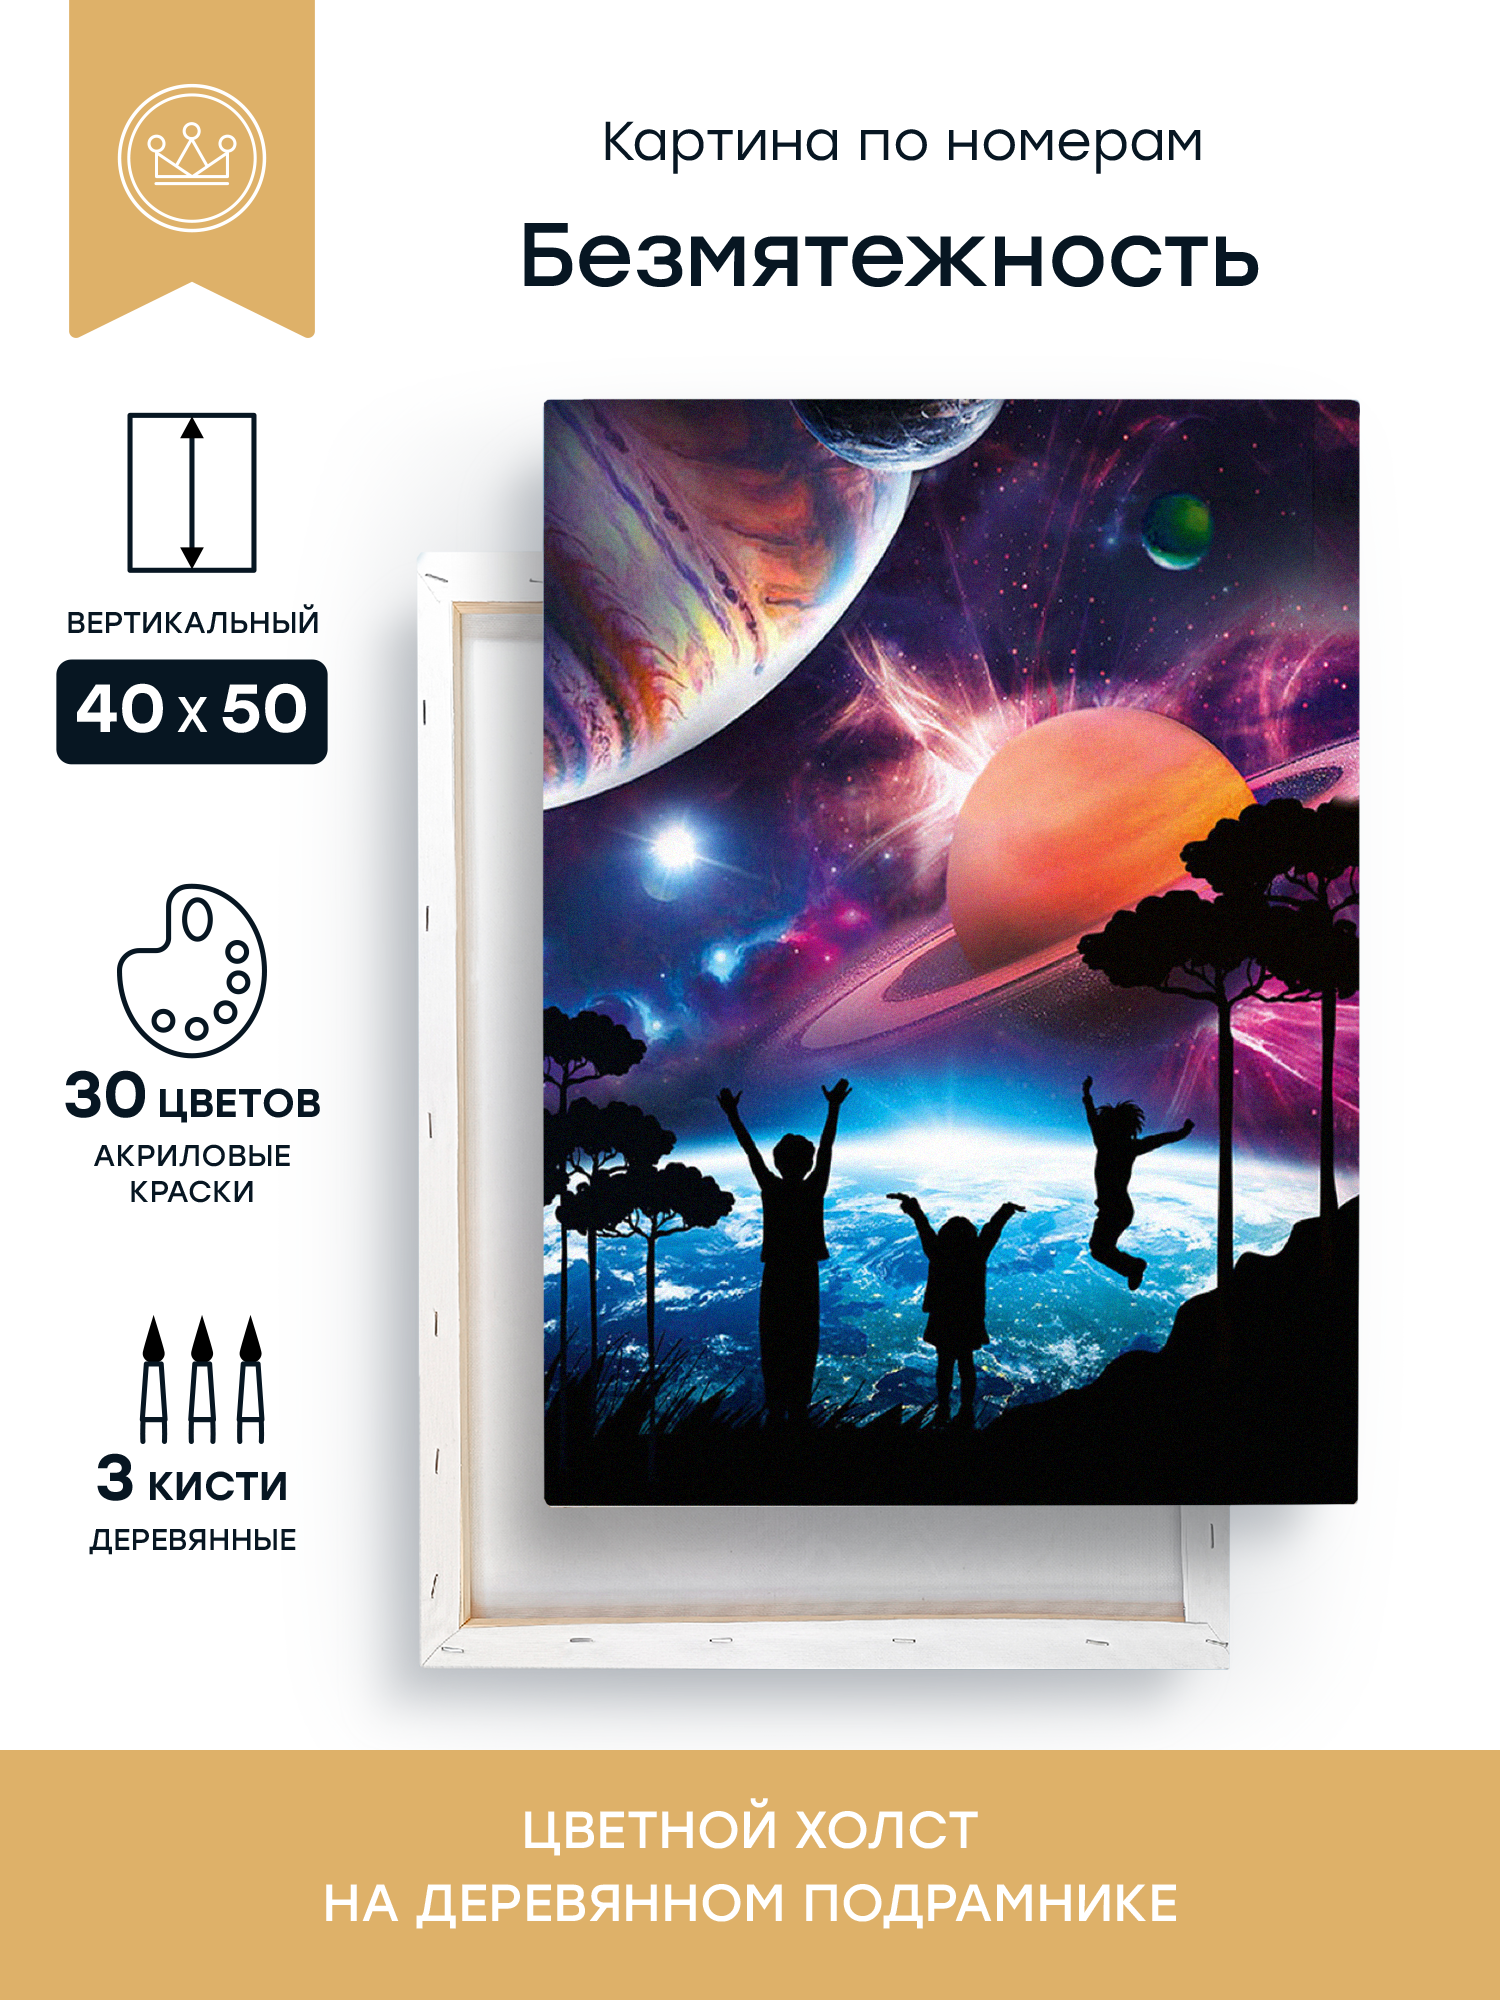 Картина по номерам
Безмятежность
ВЕРТИКАЛЬНЫЙ
40 X 50
30 ЦВЕТОВ
АКРИЛОВЫЕ
КРАСКИ
3 КИСТИ
ДЕРЕВЯННЫЕ
ЦВЕТНОЙ ХОЛСТ
НА ДЕРЕВЯННОМ ПОДРАМНИКЕ